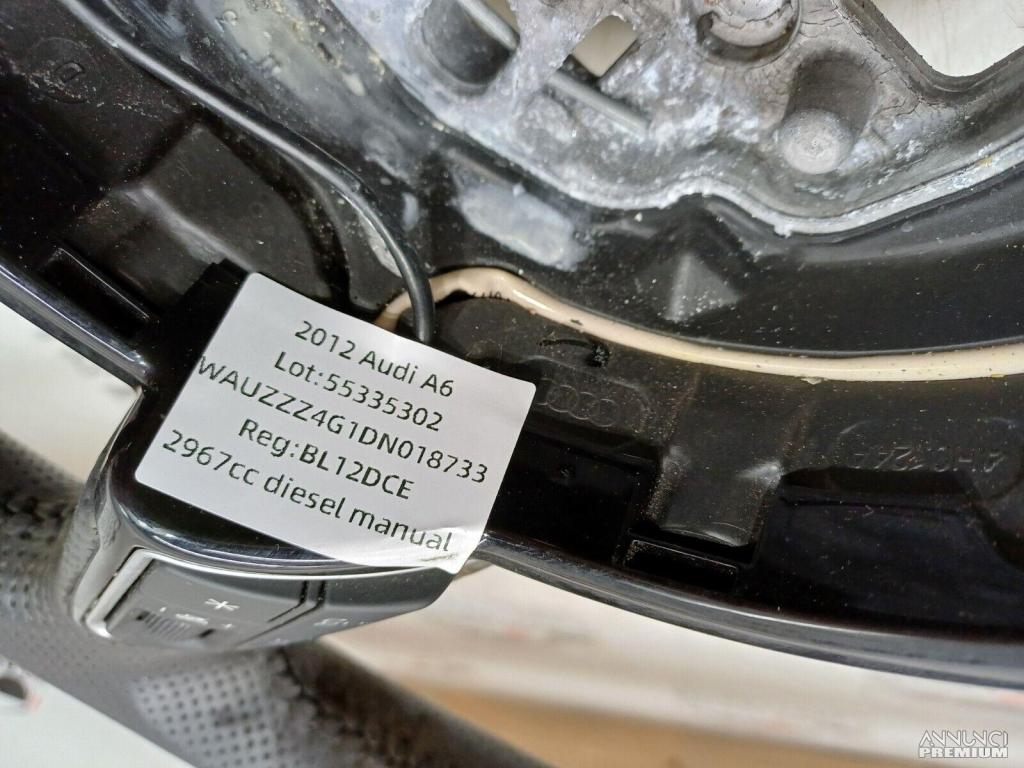 D
2012 Audi A6
Lot:55335302
WAUZZZ4G1DN018733
Reg:BL12DCE
2967cc diesel manual
ANNUNCI
PREMIUM